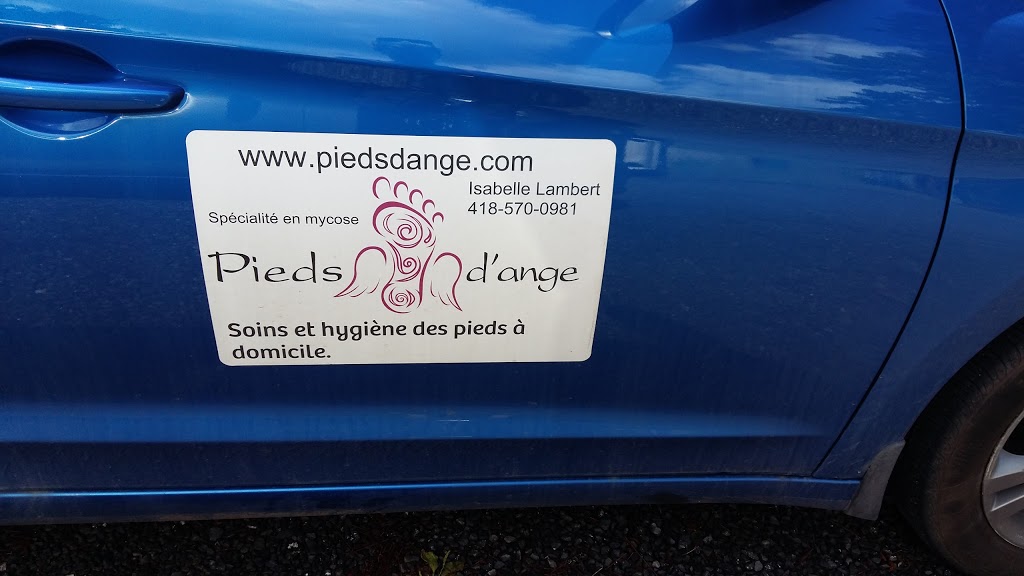 www.piedsdange.com
Isabelle Lambert
418-570-0981
Spécialité en mycose
Pieds d'ange
Soins et hygiène des pieds à
domicile.